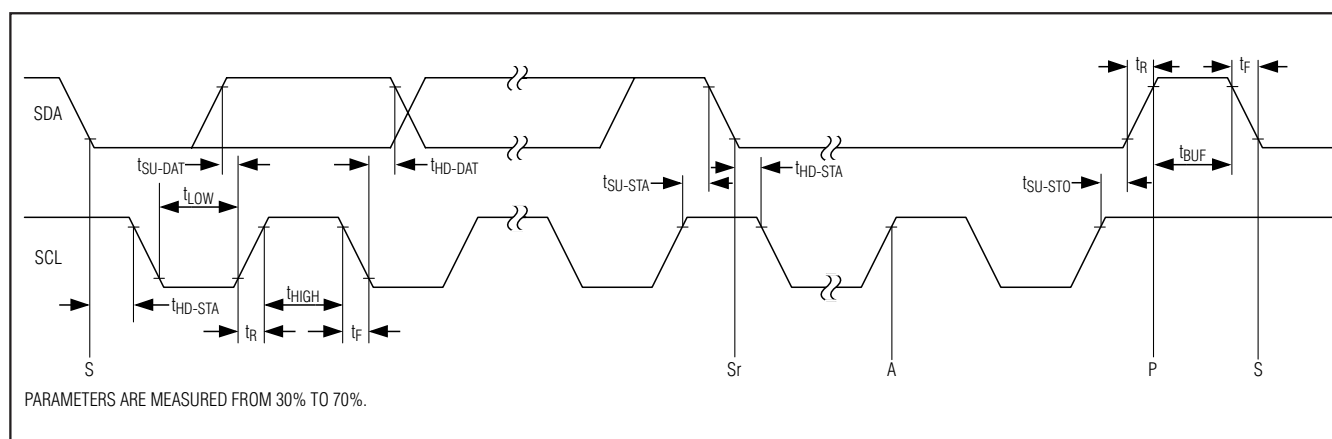 tR
tF
SDA
tSU-DAT
tHD-DAT
tHD-STA
tBUF
tLOW
tSU-STA
tSU-STO
SCL
tHD-STA
tHIGH
tR
tF
S
Sr
A
P
S
PARAMETERS ARE MEASURED FROM 30% TO 70%.